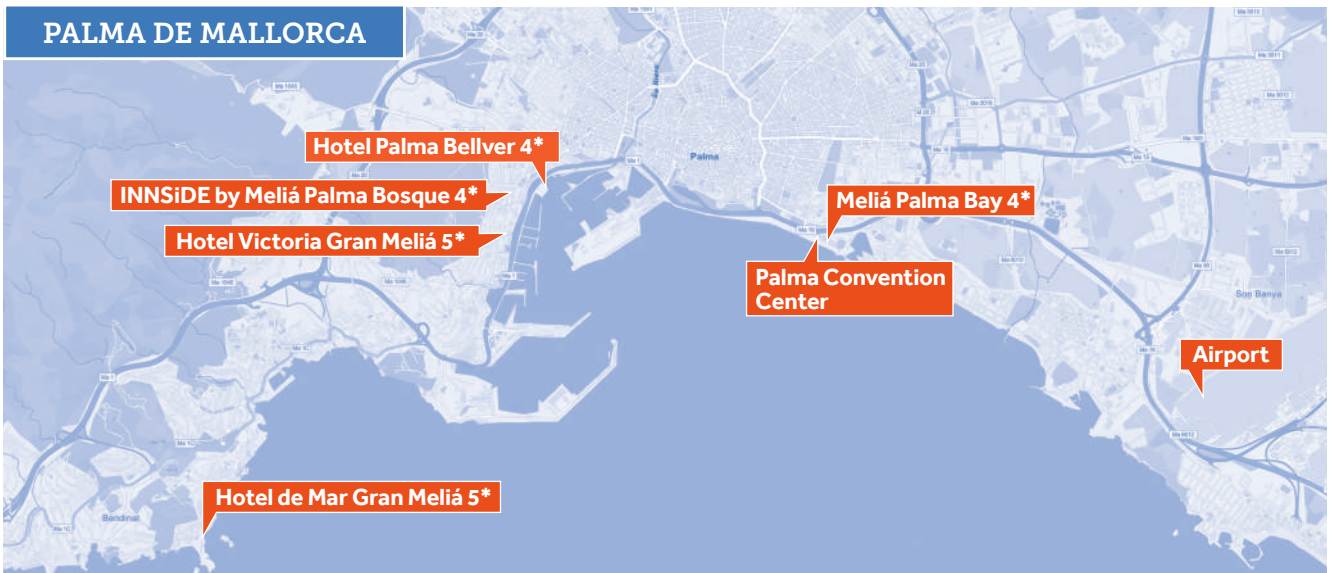 PALMA DE MALLORCA
Hotel Palma Bellver 4*
INNSiDE by Meliá Palma Bosque 4*
Hotel Victoria Gran Meliá 5*
Palma
Meliá Palma Bay 4*
Palma Convention
Center
Son Banya
Airport
Hotel de Mar Gran Meliá 5*
Bendinat